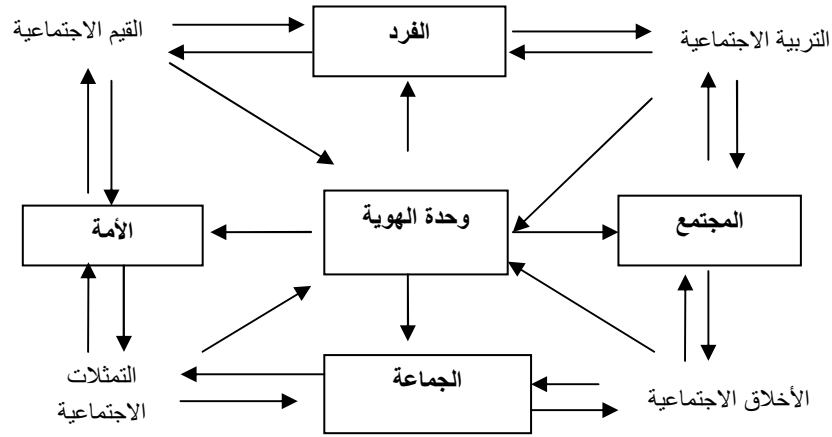 القيم الاجتماعية
الفرد
التربية الاجتماعية
الأمة
وحدة الهوية
المجتمع
التمثلات
الاجتماعية
الجماعة
الأخلاق الاجتماعية